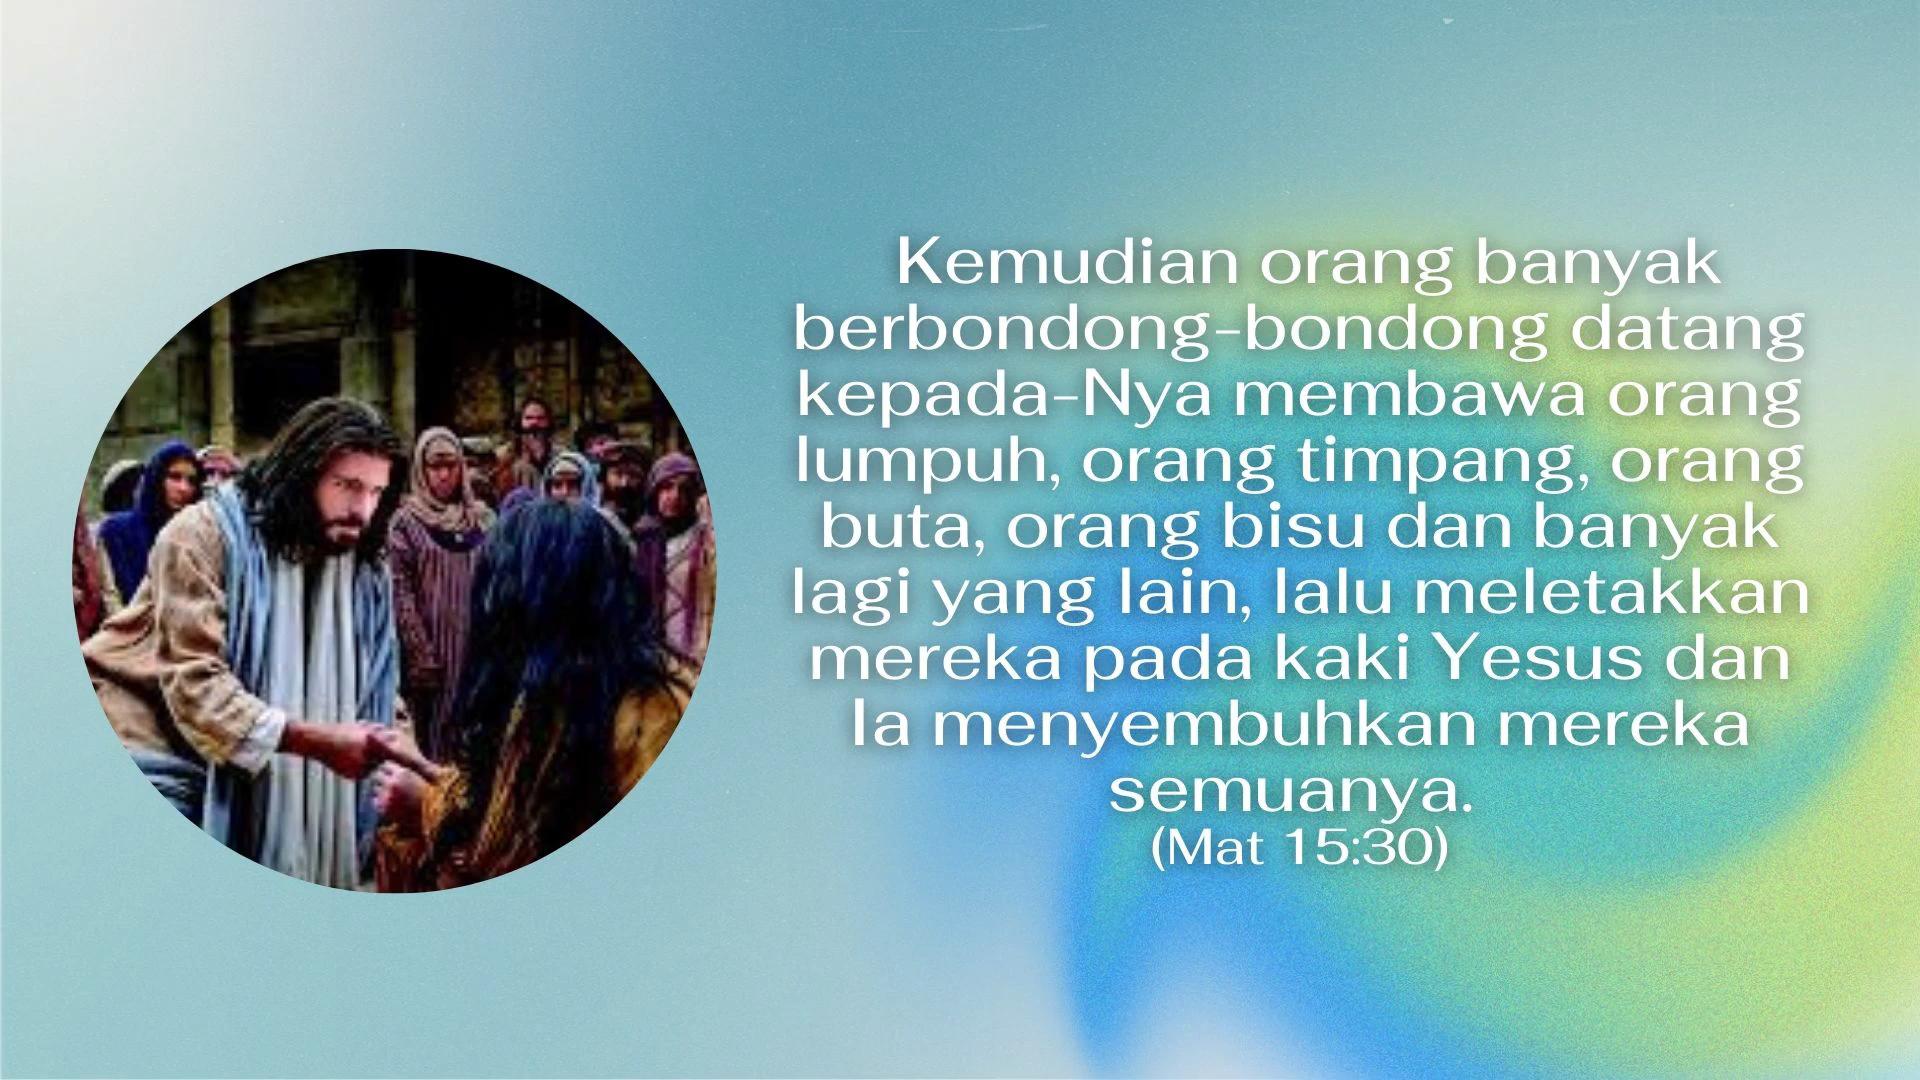 Kemudian orang banyak
berbondong-bondong datang
kepada-Nya membawa orang
lumpuh, orang timpang, orang
buta, orang bisu dan banyak
lagi yang lain, lalu meletakkan
mereka pada kaki Yesus dan
Ia menyembuhkan mereka
semuanya.
(Mat 15:30)